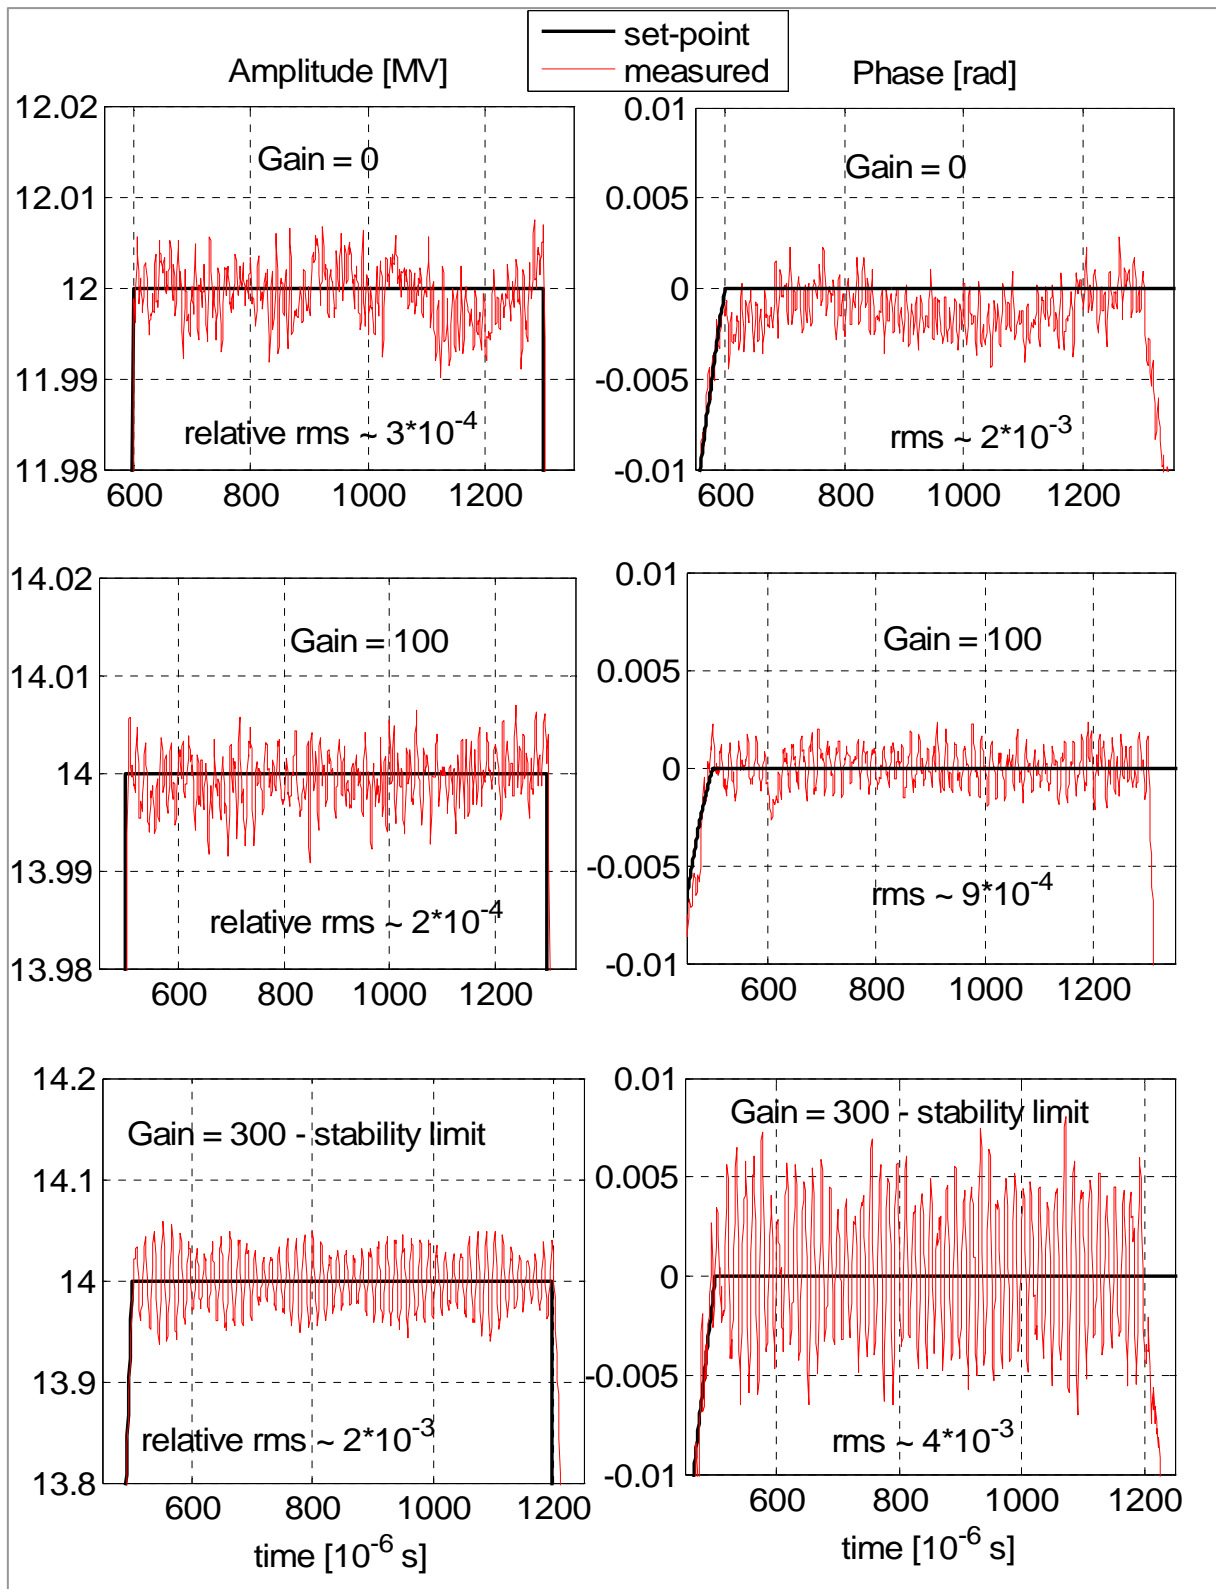 set-point
measured
Amplitude [MV]
Phase [rad]
12.02
12.01
12
11.99
11.98
Gain = 0
relative rms ~ 3*10^-4
600 800 1000 1200
0.01
0.005
0
-0.005
-0.01
Gain = 0
rms ~ 2*10^-3
600 800 1000 1200
14.02
14.01
14
13.99
13.98
Gain = 100
relative rms ~ 2*10^-4
600 800 1000 1200
0.01
0.005
0
-0.005
-0.01
Gain = 100
rms ~ 9*10^-4
600 800 1000 1200
14.2
14.1
14
13.9
13.8
Gain = 300 - stability limit
relative rms ~ 2*10^-3
600 800 1000 1200
time [10^-6 s]
0.01
0.005
0
-0.005
-0.01
Gain = 300 - stability limit
rms ~ 4*10^-3
600 800 1000 1200
time [10^-6 s]